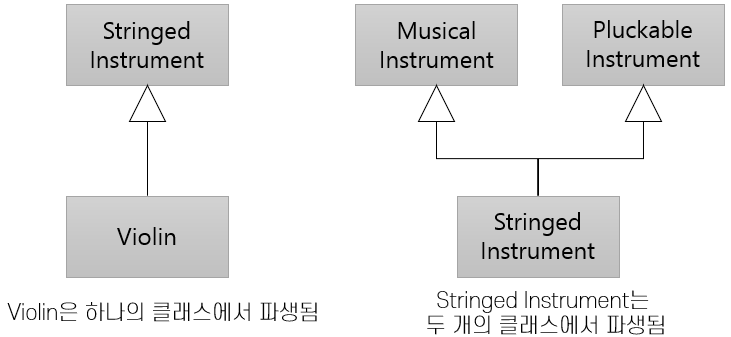 Stringed
Instrument
Violin
Violin은 하나의 클래스에서 파생됨
Musical
Instrument
Pluckable
Instrument
Stringed
Instrument
Stringed Instrument는
두 개의 클래스에서 파생됨